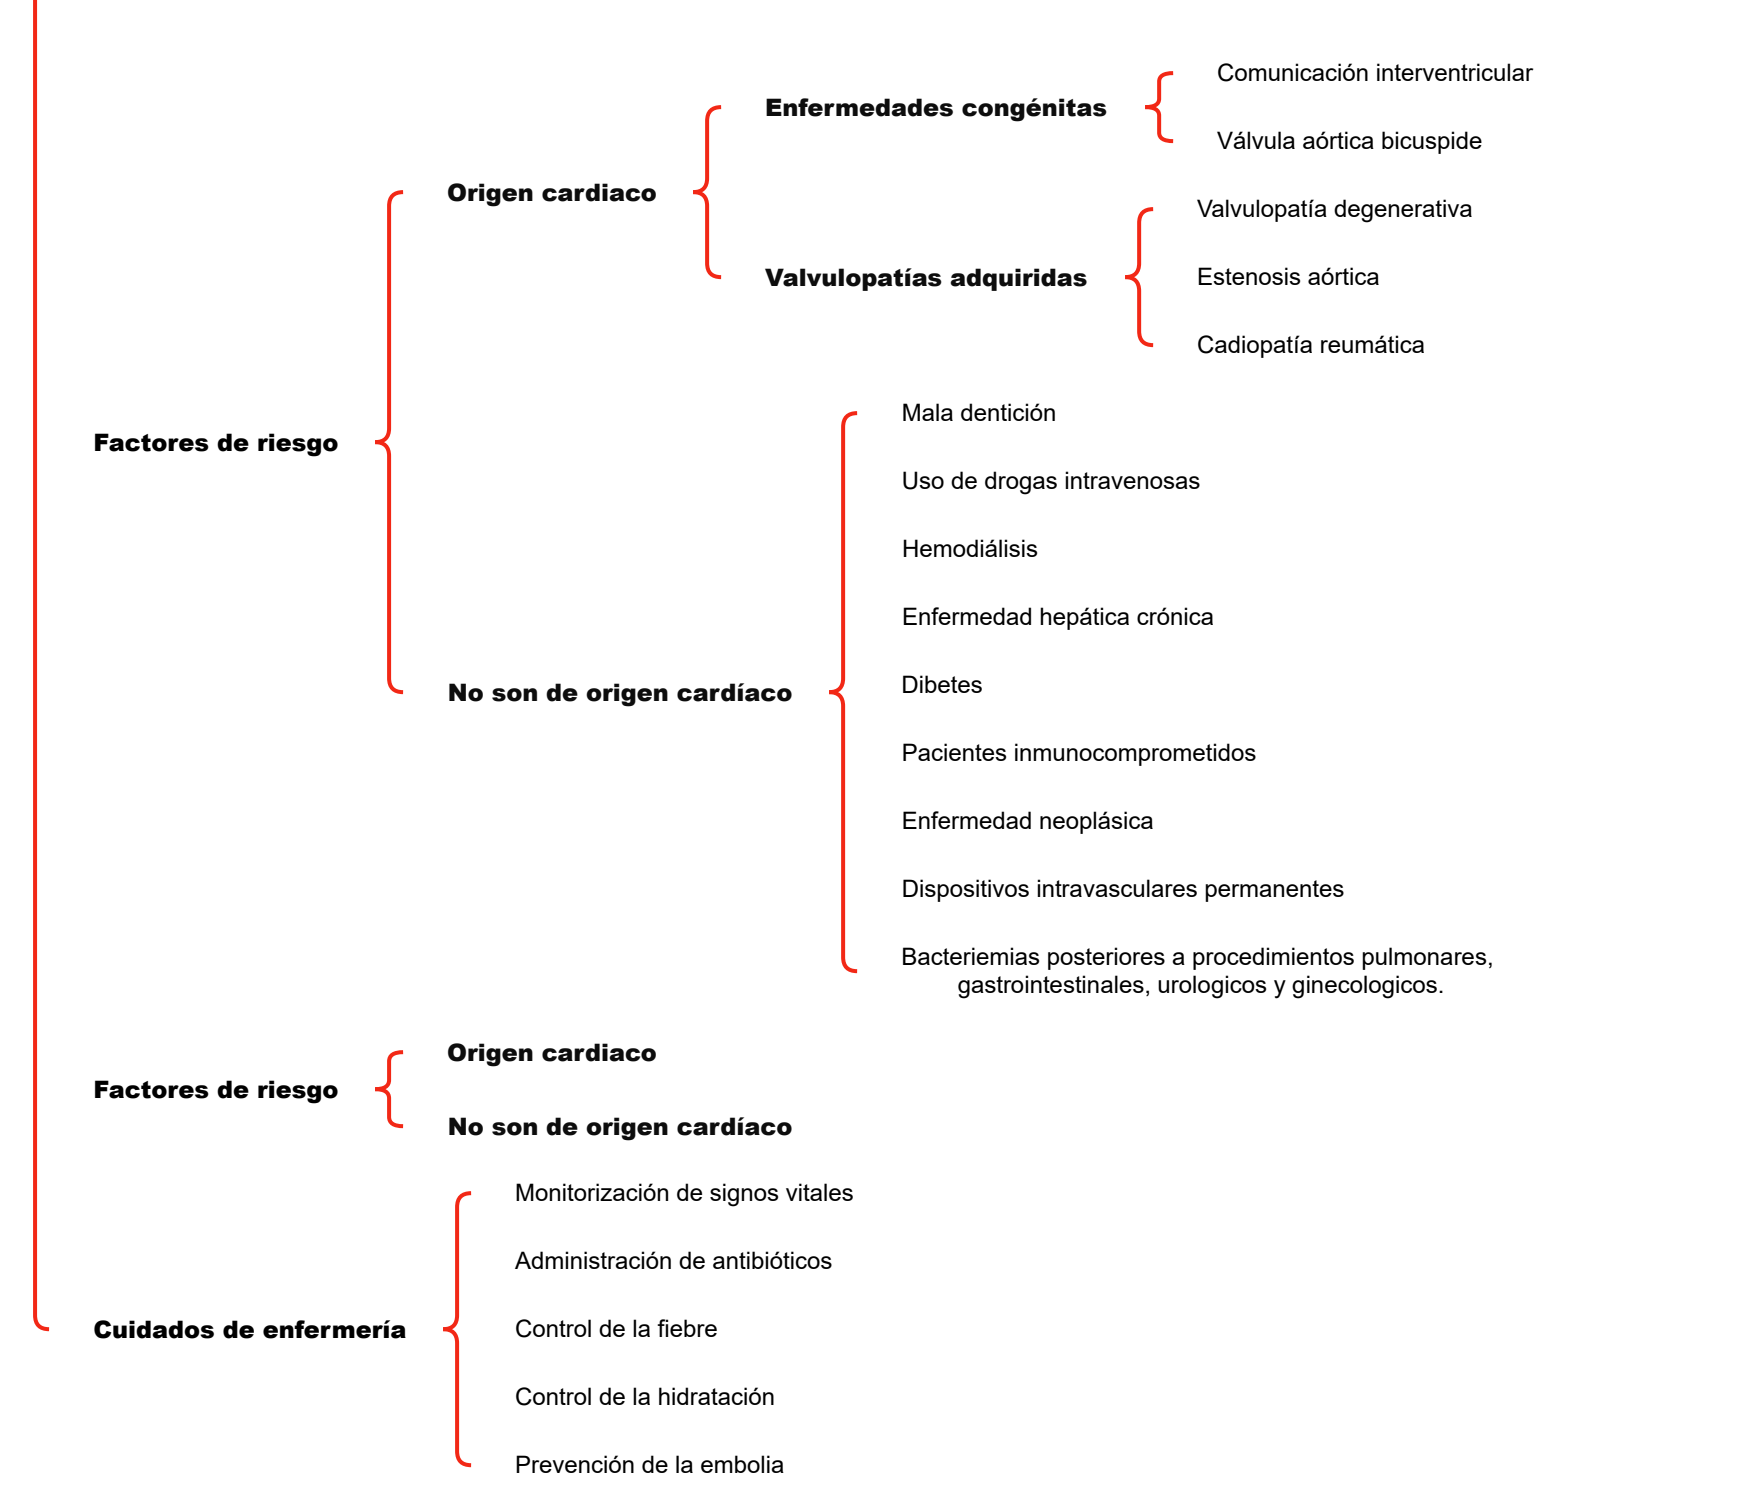 Comunicación interventricular
Enfermedades congénitas
Válvula aórtica bicuspide
Origen cardiaco
Valvulopatía degenerativa
Valvulopatías adquiridas
Estenosis aórtica
Cadiopatía reumática
Factores de riesgo
Mala dentición
Uso de drogas intravenosas
Hemodiálisis
Enfermedad hepática crónica
No son de origen cardíaco
Dibetes
Pacientes inmunocomprometidos
Enfermedad neoplásica
Dispositivos intravasculares permanentes
Bacteriemias posteriores a procedimientos pulmonares,
gastrointestinales, urologicos y ginecologicos.
Origen cardiaco
Factores de riesgo
No son de origen cardíaco
Monitorización de signos vitales
Administración de antibióticos
Cuidados de enfermería
Control de la fiebre
Control de la hidratación
Prevención de la embolia